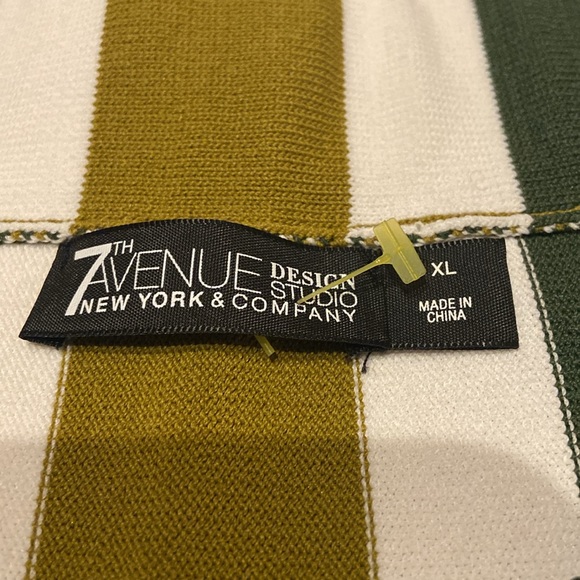 7TH AVENUE DESIGN STUDIO
NEW YORK & COMPANY
XL
MADE IN
CHINA